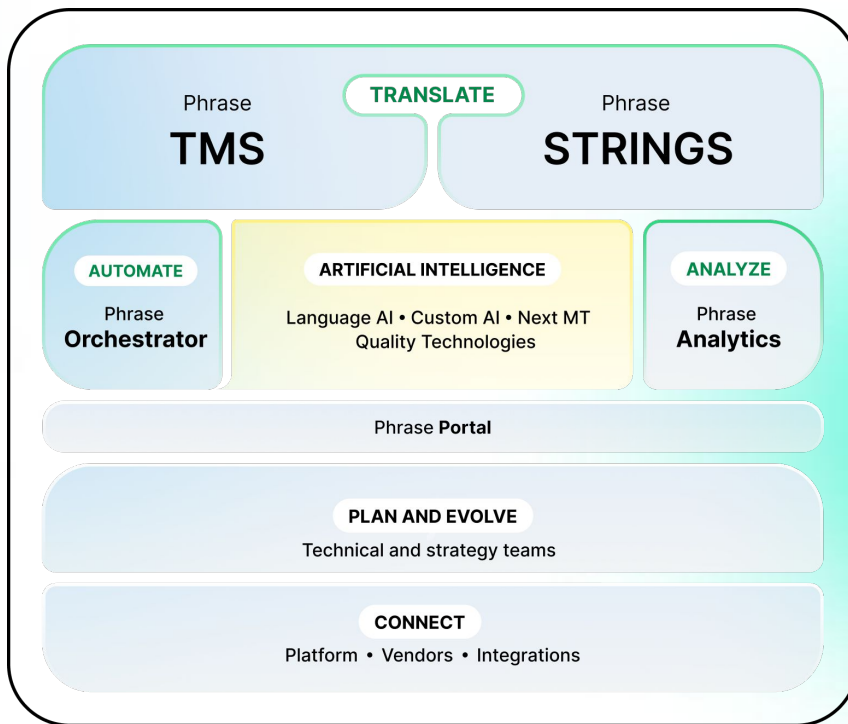 TRANSLATE
Phrase
TMS
Phrase
STRINGS
AUTOMATE
Phrase
Orchestrator
ARTIFICIAL INTELLIGENCE
Language AI • Custom AI • Next MT
Quality Technologies
ANALYZE
Phrase
Analytics
Phrase Portal
PLAN AND EVOLVE
Technical and strategy teams
CONNECT
Platform • Vendors • Integrations